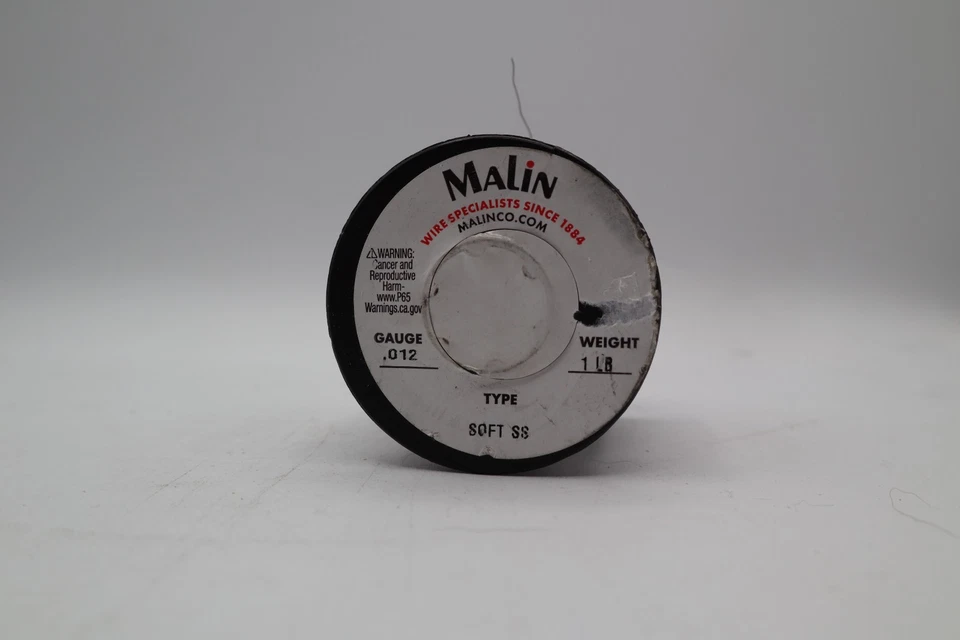 MALiN
WIRE SPECIALISTS SINCE 1884
MALINCO.COM
⚠WARNING:
Cancer and
Reproductive
Harm-
www.P65
Warnings.ca.gov
GAUGE
.012
WEIGHT
1 LB
TYPE
SOFT SS